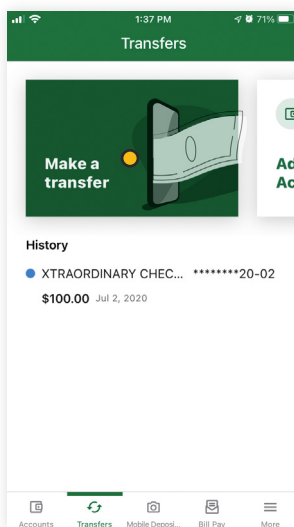 1:37 PM
71%
Transfers
Make a
transfer
Ad
Ac
History
XTRAORDINARY CHEC... ********20-02
$100.00 Jul 2, 2020
Accounts
Transfers
Mobile Deposi...
Bill Pay
More